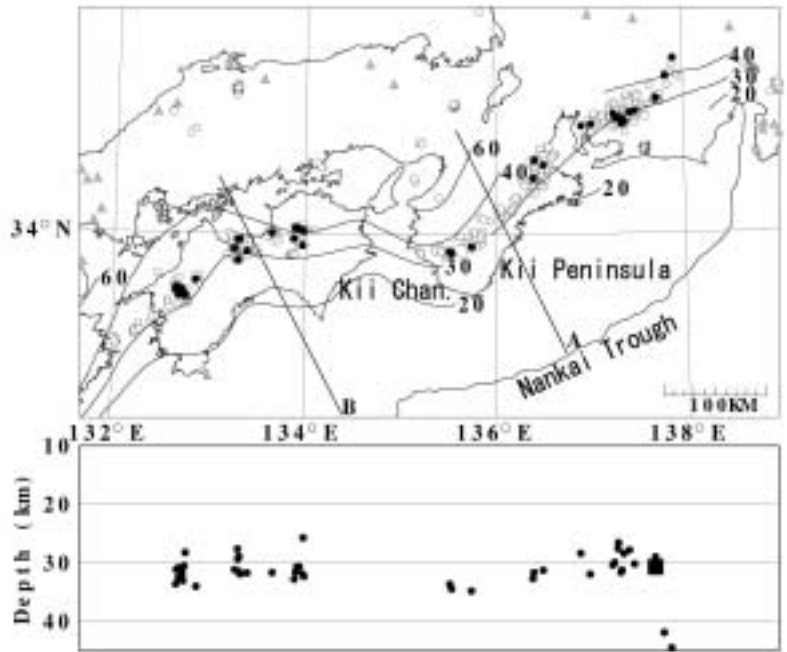 40
30
20
60
40
20
34° N
30
Kii Peninsula
60
Kii Chan.
20
A
Nankai Trough
B
100KM
132° E
134° E
136° E
138° E
10
20
30
40
Depth (km)